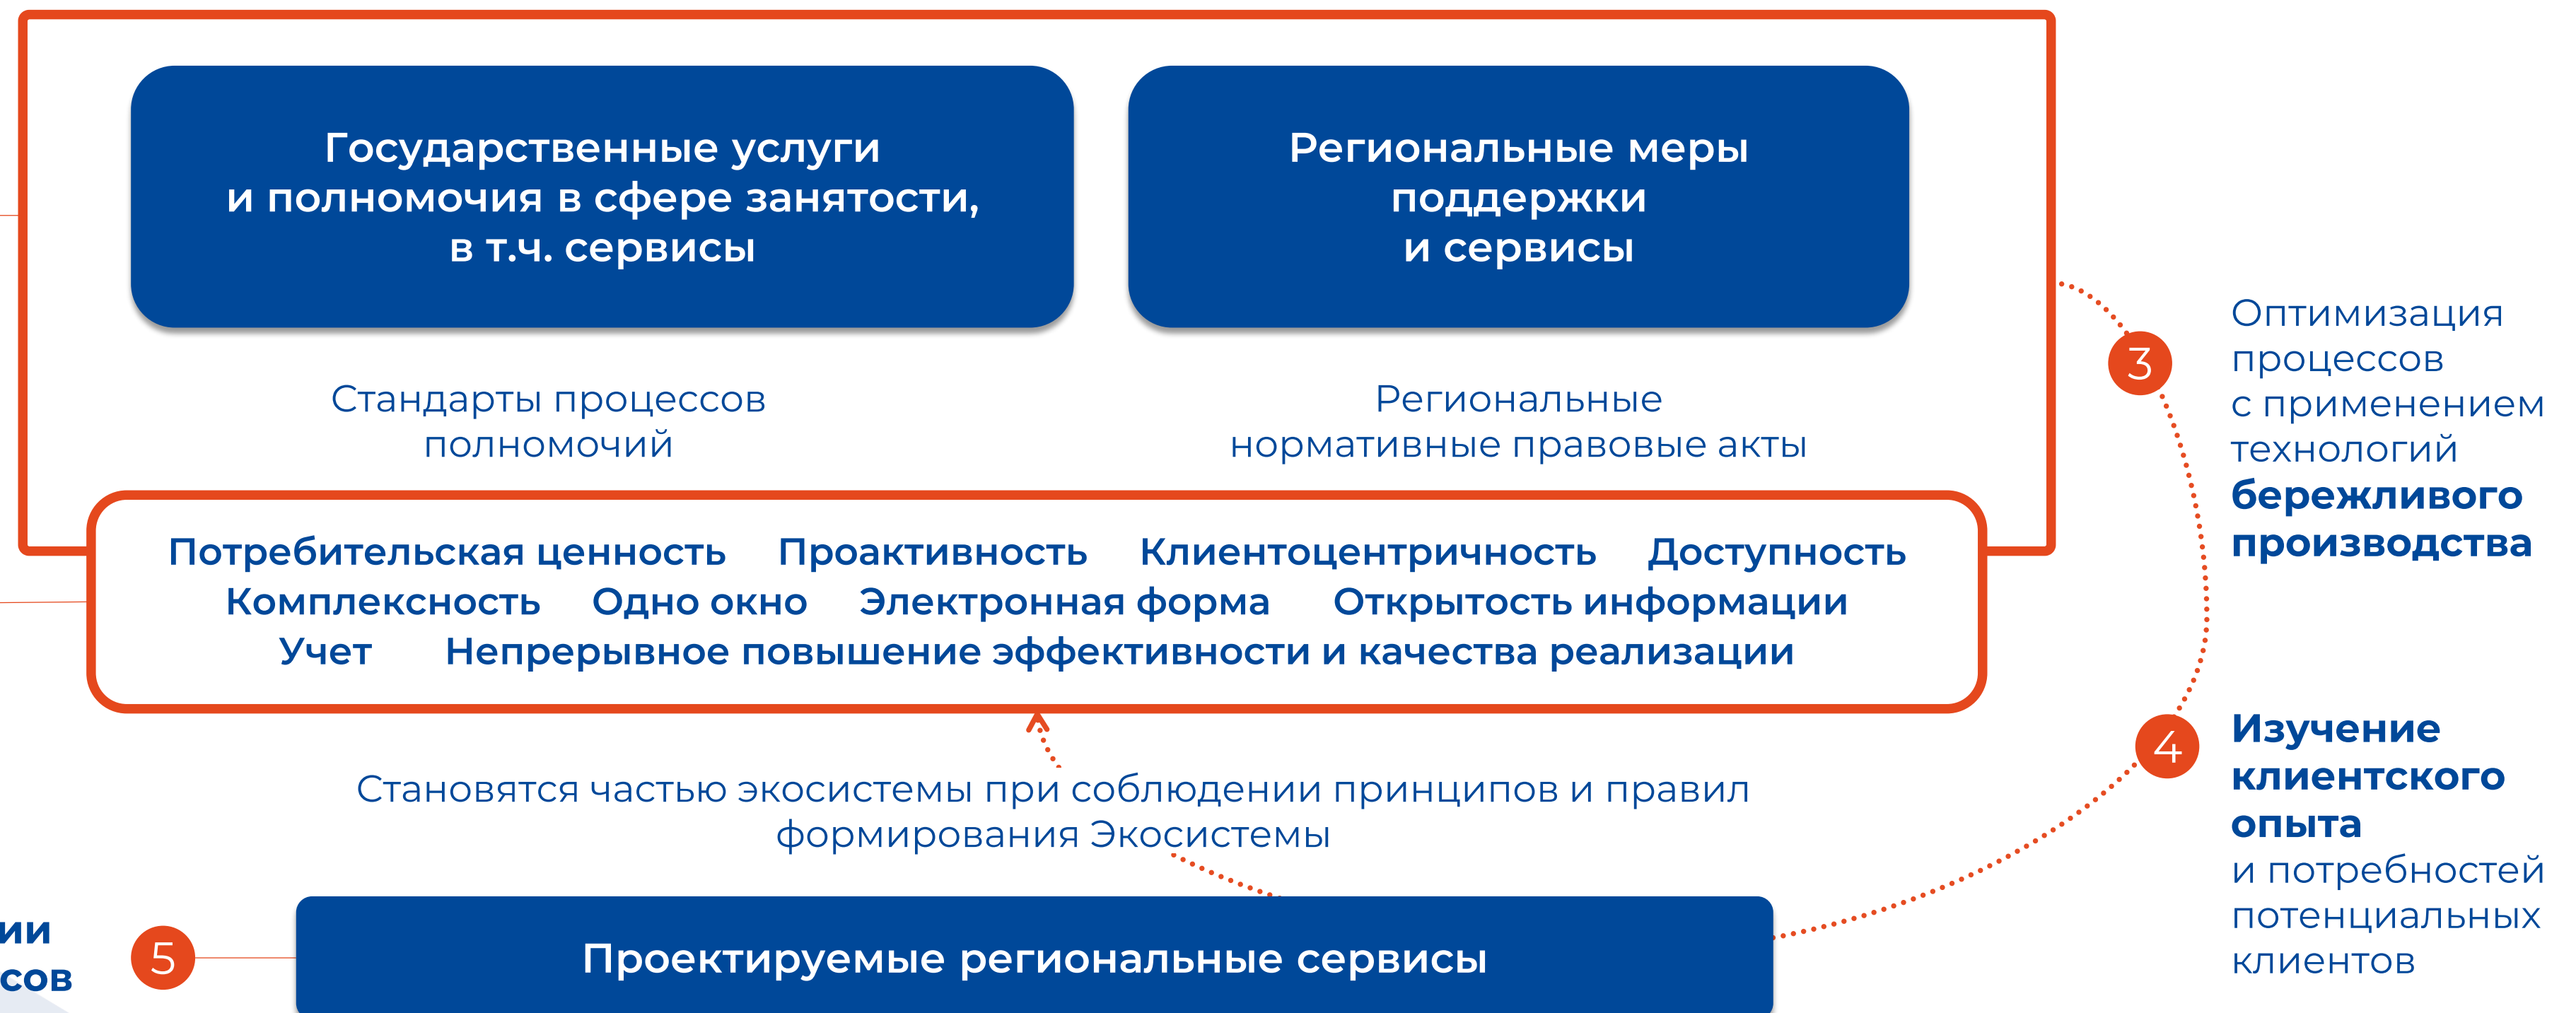 Государственные услуги
и полномочия в сфере занятости,
в т.ч. сервисы
Региональные меры
поддержки
и сервисы
Стандарты процессов
полномочий
Региональные
нормативные правовые акты
Потребительская ценность Проактивность Клиентоцентричность Доступность
Комплексность Одно окно Электронная форма Открытость информации
Учет Непрерывное повышение эффективности и качества реализации
3
Оптимизация
процессов
с применением
технологий
бережливого
производства
Становятся частью экосистемы при соблюдении принципов и правил
формирования Экосистемы
4
Изучение
клиентского
опыта
и потребностей
потенциальных
клиентов
5
Проектируемые региональные сервисы